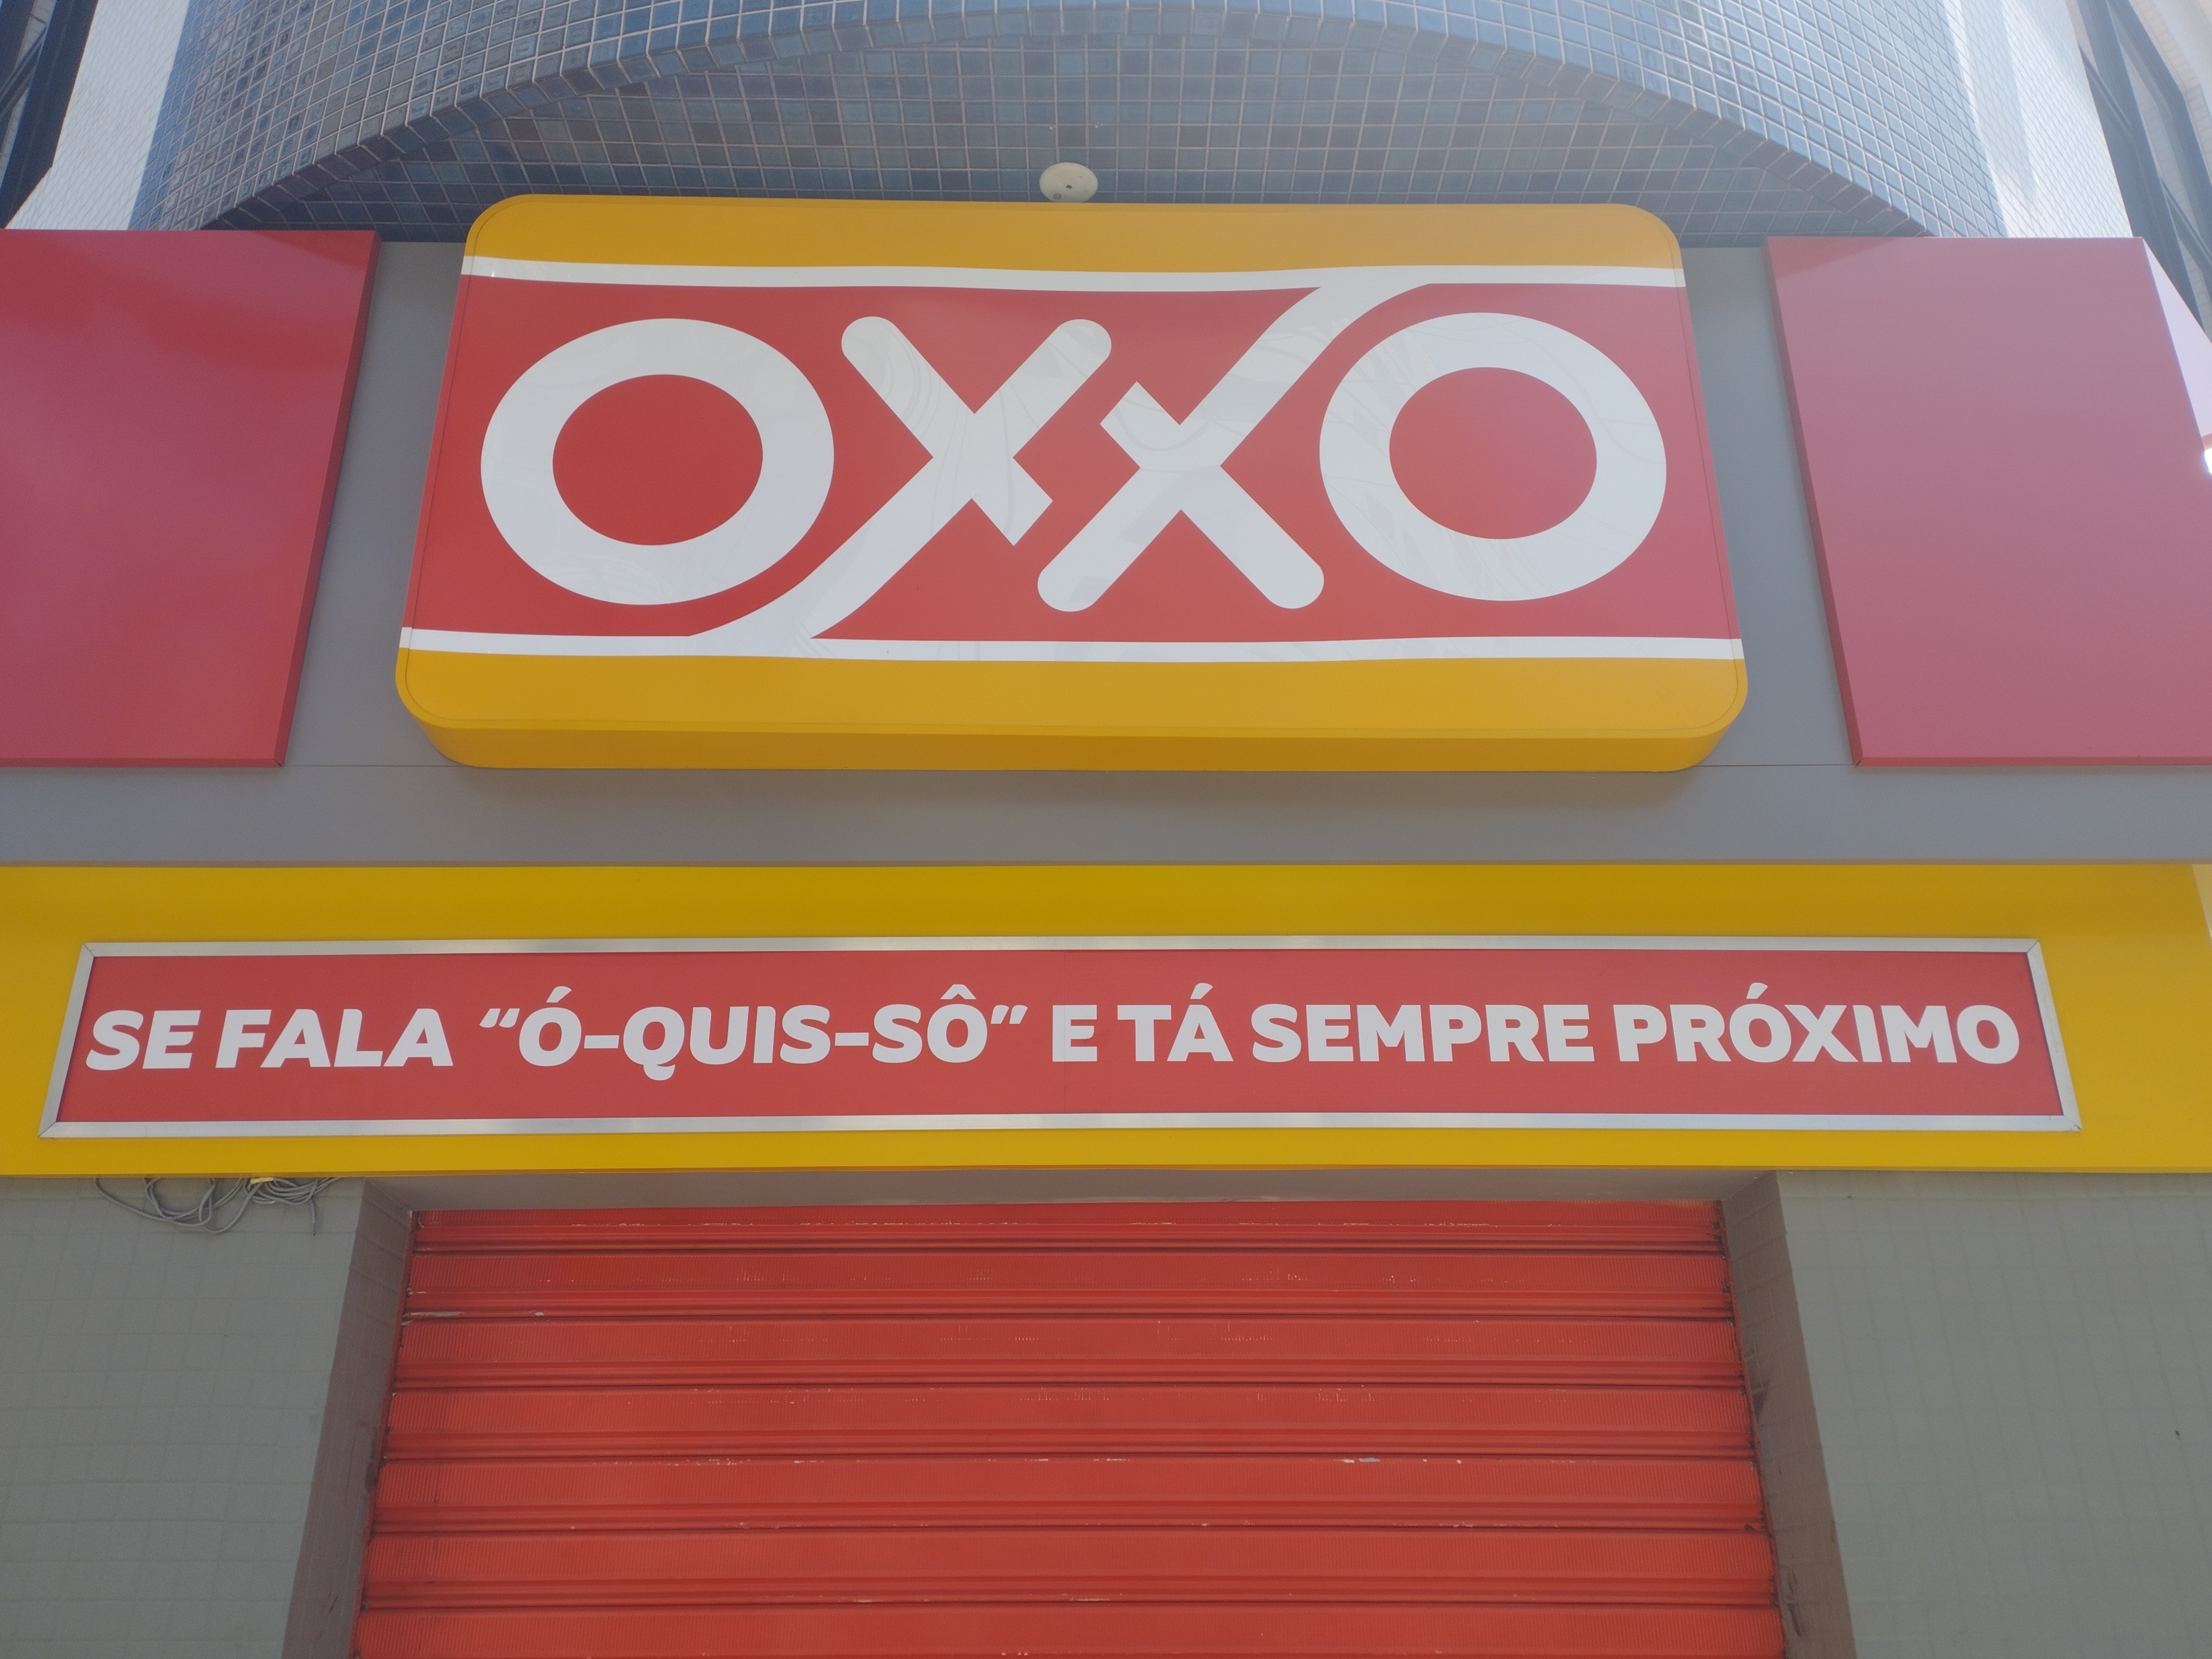 OXXO
SE FALA “Ó-QUIS-SÔ” E TÁ SEMPRE PRÓXIMO